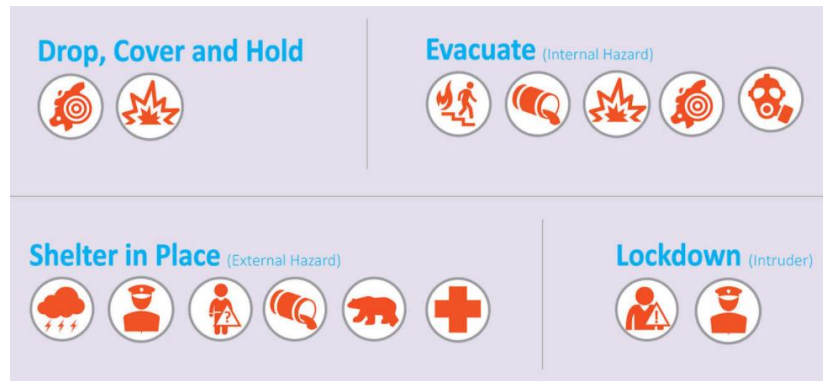 Drop, Cover and Hold
Evacuate (Internal Hazard)
?
Shelter in Place (External Hazard)
!
Lockdown (Intruder)